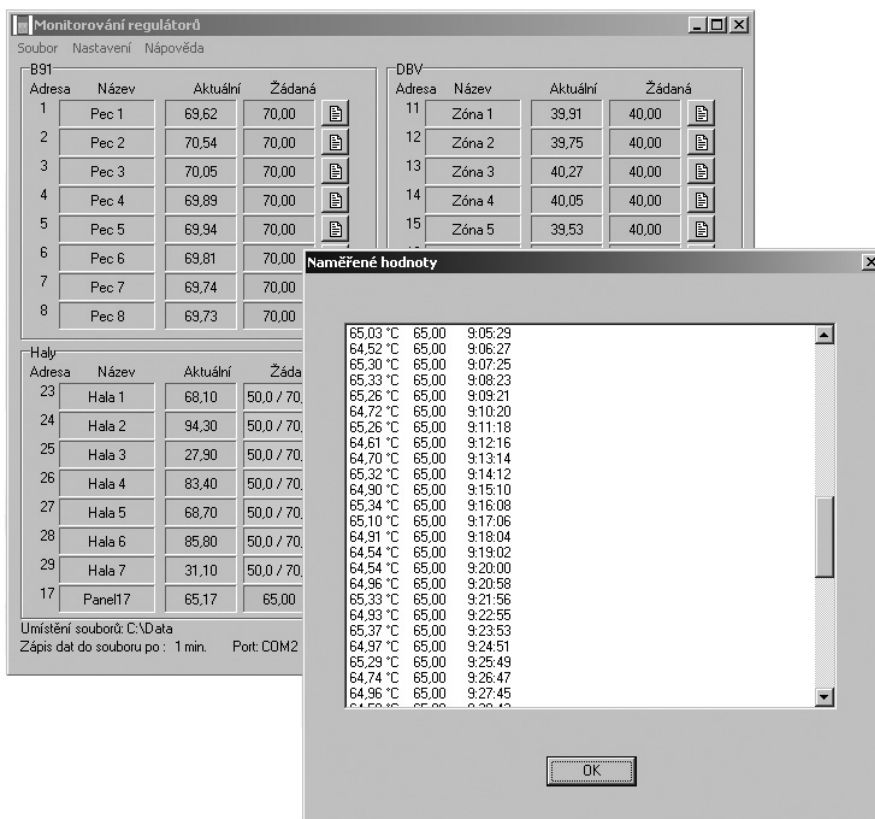 Monitorování regulátorů
Soubor Nastavení Nápověda
B91
Adresa Název Aktuální Žádaná
1 Pec 1 69,62 70,00
2 Pec 2 70,54 70,00
3 Pec 3 70,05 70,00
4 Pec 4 69,89 70,00
5 Pec 5 69,94 70,00
6 Pec 6 69,81 70,00
7 Pec 7 69,74 70,00
8 Pec 8 69,73 70,00
DBV
Adresa Název Aktuální Žádaná
11 Zóna 1 39,91 40,00
12 Zóna 2 39,75 40,00
13 Zóna 3 40,27 40,00
14 Zóna 4 40,05 40,00
15 Zóna 5 39,53 40,00
Haly
Adresa Název Aktuální Žáda
23 Hala 1 68,10 50,0 / 70,
24 Hala 2 94,30 50,0 / 70,
25 Hala 3 27,90 50,0 / 70,
26 Hala 4 83,40 50,0 / 70,
27 Hala 5 68,70 50,0 / 70,
28 Hala 6 85,80 50,0 / 70,
29 Hala 7 31,10 50,0 / 70,
17 Panel17 65,17 65,00
Umístění souborů: C:\Data
Zápis dat do souboru po : 1 min. Port: COM2
Naměřené hodnoty
65,03 °C 65,00 9:05:29
64,52 °C 65,00 9:06:27
65,30 °C 65,00 9:07:25
65,33 °C 65,00 9:08:23
65,26 °C 65,00 9:09:21
64,72 °C 65,00 9:10:20
65,26 °C 65,00 9:11:18
64,61 °C 65,00 9:12:16
64,70 °C 65,00 9:13:14
65,32 °C 65,00 9:14:12
64,90 °C 65,00 9:15:10
65,34 °C 65,00 9:16:08
65,10 °C 65,00 9:17:06
64,91 °C 65,00 9:18:04
64,54 °C 65,00 9:19:02
64,54 °C 65,00 9:20:00
64,96 °C 65,00 9:20:58
65,33 °C 65,00 9:21:56
64,93 °C 65,00 9:22:55
65,37 °C 65,00 9:23:53
64,97 °C 65,00 9:24:51
65,29 °C 65,00 9:25:49
64,74 °C 65,00 9:26:47
64,96 °C 65,00 9:27:45
OK